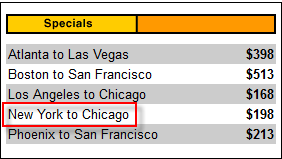 Specials
Atlanta to Las Vegas $398
Boston to San Francisco $513
Los Angeles to Chicago $168
New York to Chicago $198
Phoenix to San Francisco $213